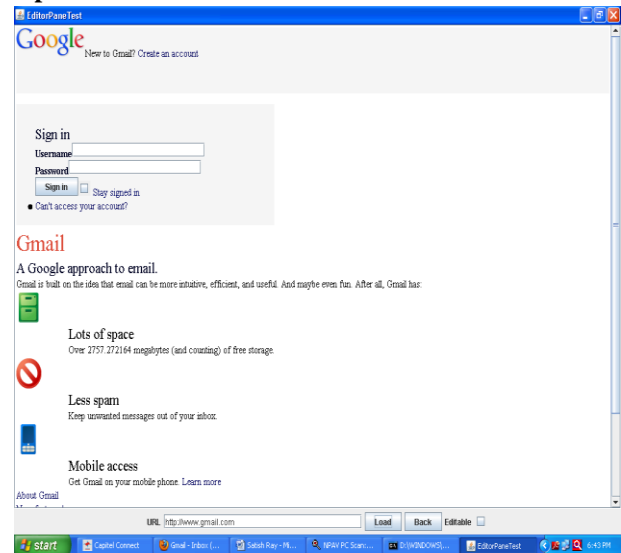 EditorPaneTest
Google
New to Gmail? Create an account
Sign in
Username
Password
Sign in Stay signed in
Can't access your account?
Gmail
A Google approach to email.
Gmail is built on the idea that email can be more intuitive, efficient, and useful. And maybe even fun. After all, Gmail has:
Lots of space
Over 2757.272164 megabytes (and counting) of free storage.
Less spam
Keep unwanted messages out of your inbox.
Mobile access
Get Gmail on your mobile phone. Learn more
About Gmail
URL http://www.gmail.com Load Back Editable
start Capitel Connect Gmail - Inbox (... Satish Ray - Mi... NPAV PC Scan:... D:\WINDOWS\... EditorPaneTest 6:43 PM